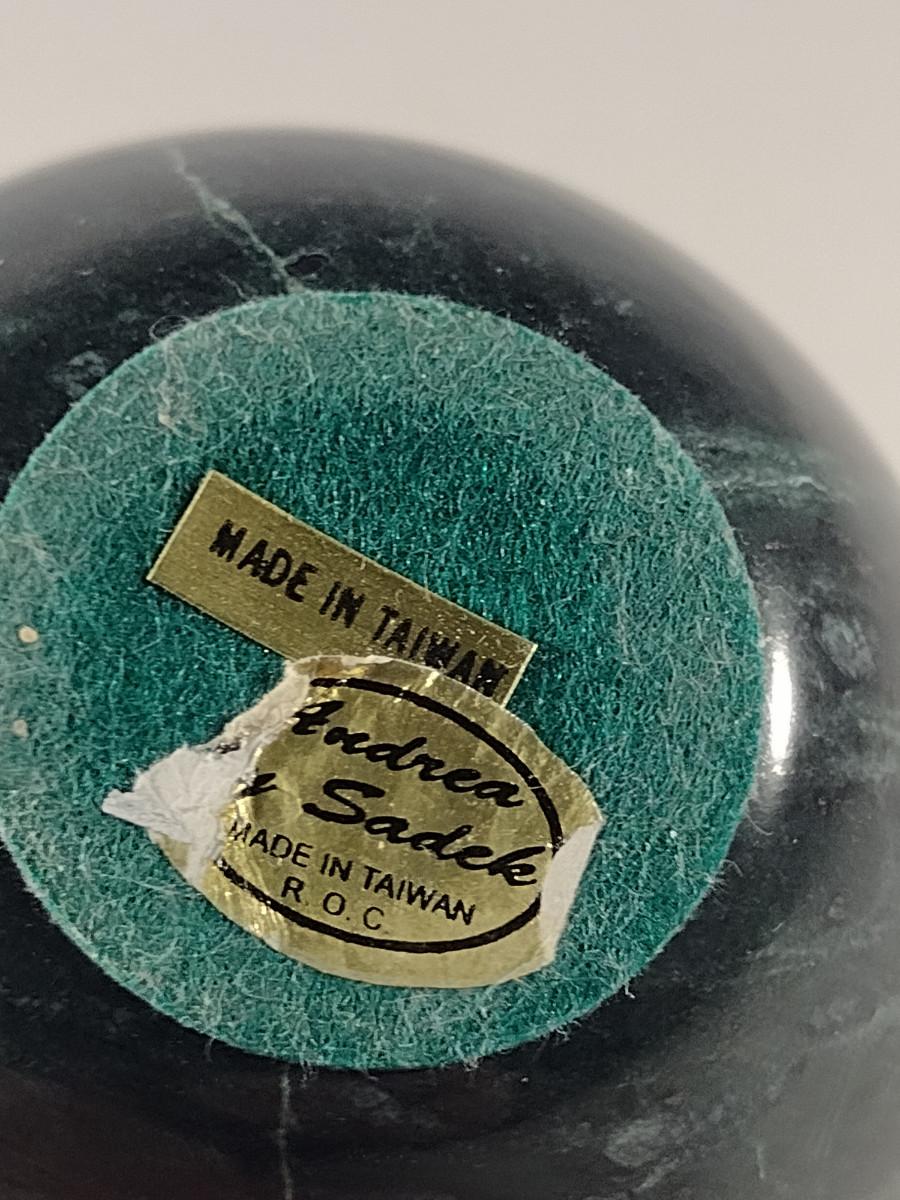 MADE IN TAIWAN
Andrea
y Sadek
MADE IN TAIWAN
R. O. C